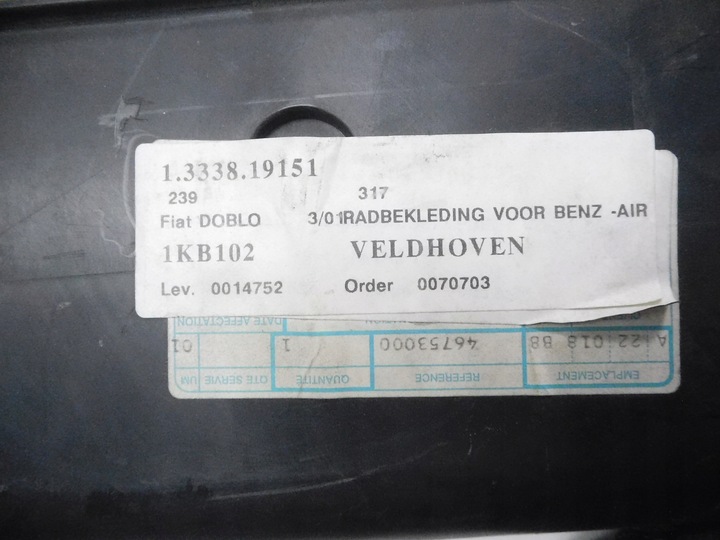 1.3338.19151
239 317
Fiat DOBLO 3/01RADBEKLEDING VOOR BENZ -AIR
1KB102 VELDHOVEN
Lev. 0014752 Order 0070703
EMPLACEMENT REFERENCE QUANTITE QTE SERVIE UM
A 22 018 B8 46753000 1 01
DATE AFFECTATION